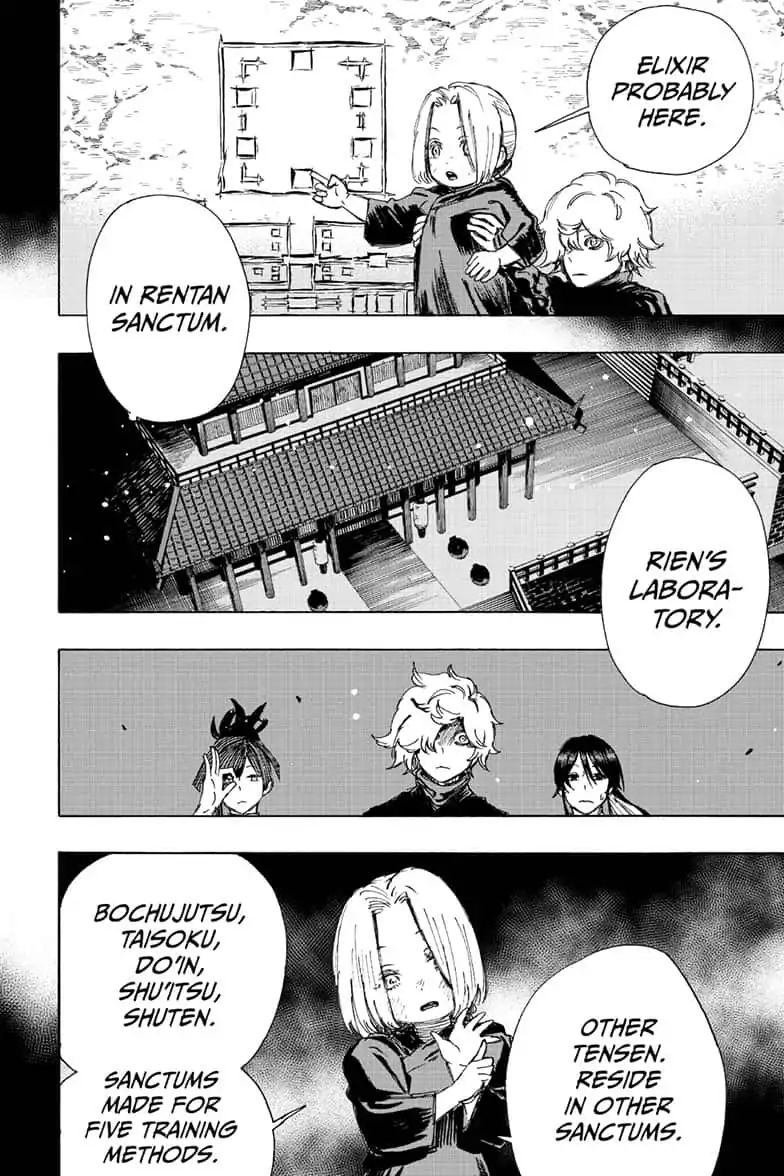 ELIXIR
PROBABLY
HERE.
IN RENTAN
SANCTUM.
RIEN'S
LABORA-
TORY.
OTHER
TENSEN.
RESIDE
IN OTHER
SANCTUMS.
BOCHUJUTSU,
TAISOKU,
DO'IN,
SHU'ITSU,
SHUTEN.
SANCTUMS
MADE FOR
FIVE TRAINING
METHODS.